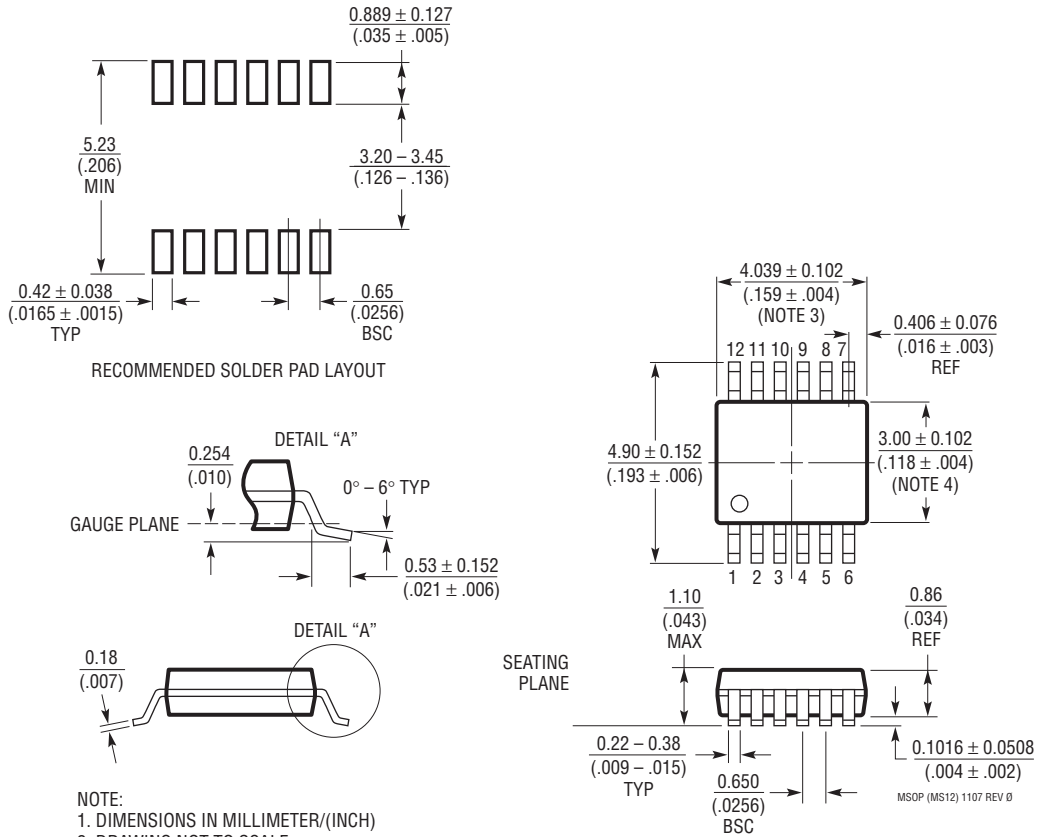 0.889 ± 0.127
(.035 ± .005)
5.23
(.206)
MIN
3.20 – 3.45
(.126 – .136)
0.42 ± 0.038
(.0165 ± .0015)
TYP
0.65
(.0256)
BSC
RECOMMENDED SOLDER PAD LAYOUT
4.039 ± 0.102
(.159 ± .004)
(NOTE 3)
0.406 ± 0.076
(.016 ± .003)
REF
12 11 10 9 8 7
4.90 ± 0.152
(.193 ± .006)
3.00 ± 0.102
(.118 ± .004)
(NOTE 4)
1 2 3 4 5 6
DETAIL “A”
0.254
(.010)
0° – 6° TYP
GAUGE PLANE
0.53 ± 0.152
(.021 ± .006)
DETAIL “A”
0.18
(.007)
1.10
(.043)
MAX
0.86
(.034)
REF
SEATING
PLANE
0.22 – 0.38
(.009 – .015)
TYP
0.650
(.0256)
BSC
0.1016 ± 0.0508
(.004 ± .002)
MSOP (MS12) 1107 REV Ø
NOTE:
1. DIMENSIONS IN MILLIMETER/(INCH)
2. DRAWING NOT TO SCALE